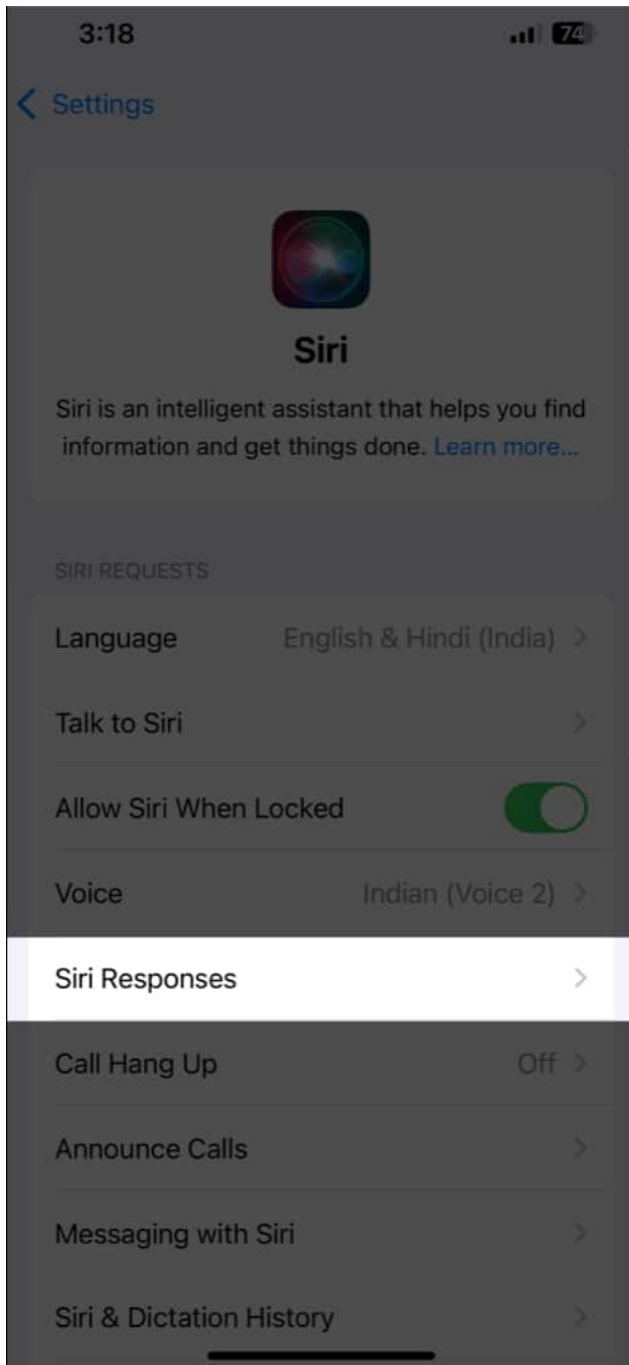 3:18
74
Settings
Siri
Siri is an intelligent assistant that helps you find
information and get things done. Learn more...
SIRI REQUESTS
Language English & Hindi (India)
Talk to Siri
Allow Siri When Locked
Voice Indian (Voice 2)
Siri Responses
Call Hang Up Off
Announce Calls
Messaging with Siri
Siri & Dictation History